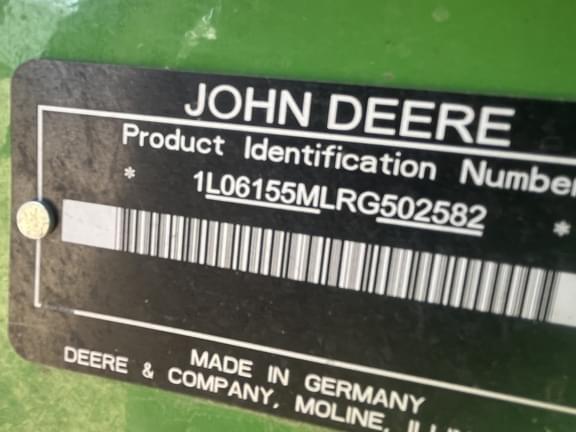 JOHN DEERE
Product Identification Number
* 1L06155MLRG502582 *
MADE IN GERMANY
DEERE & COMPANY, MOLINE,